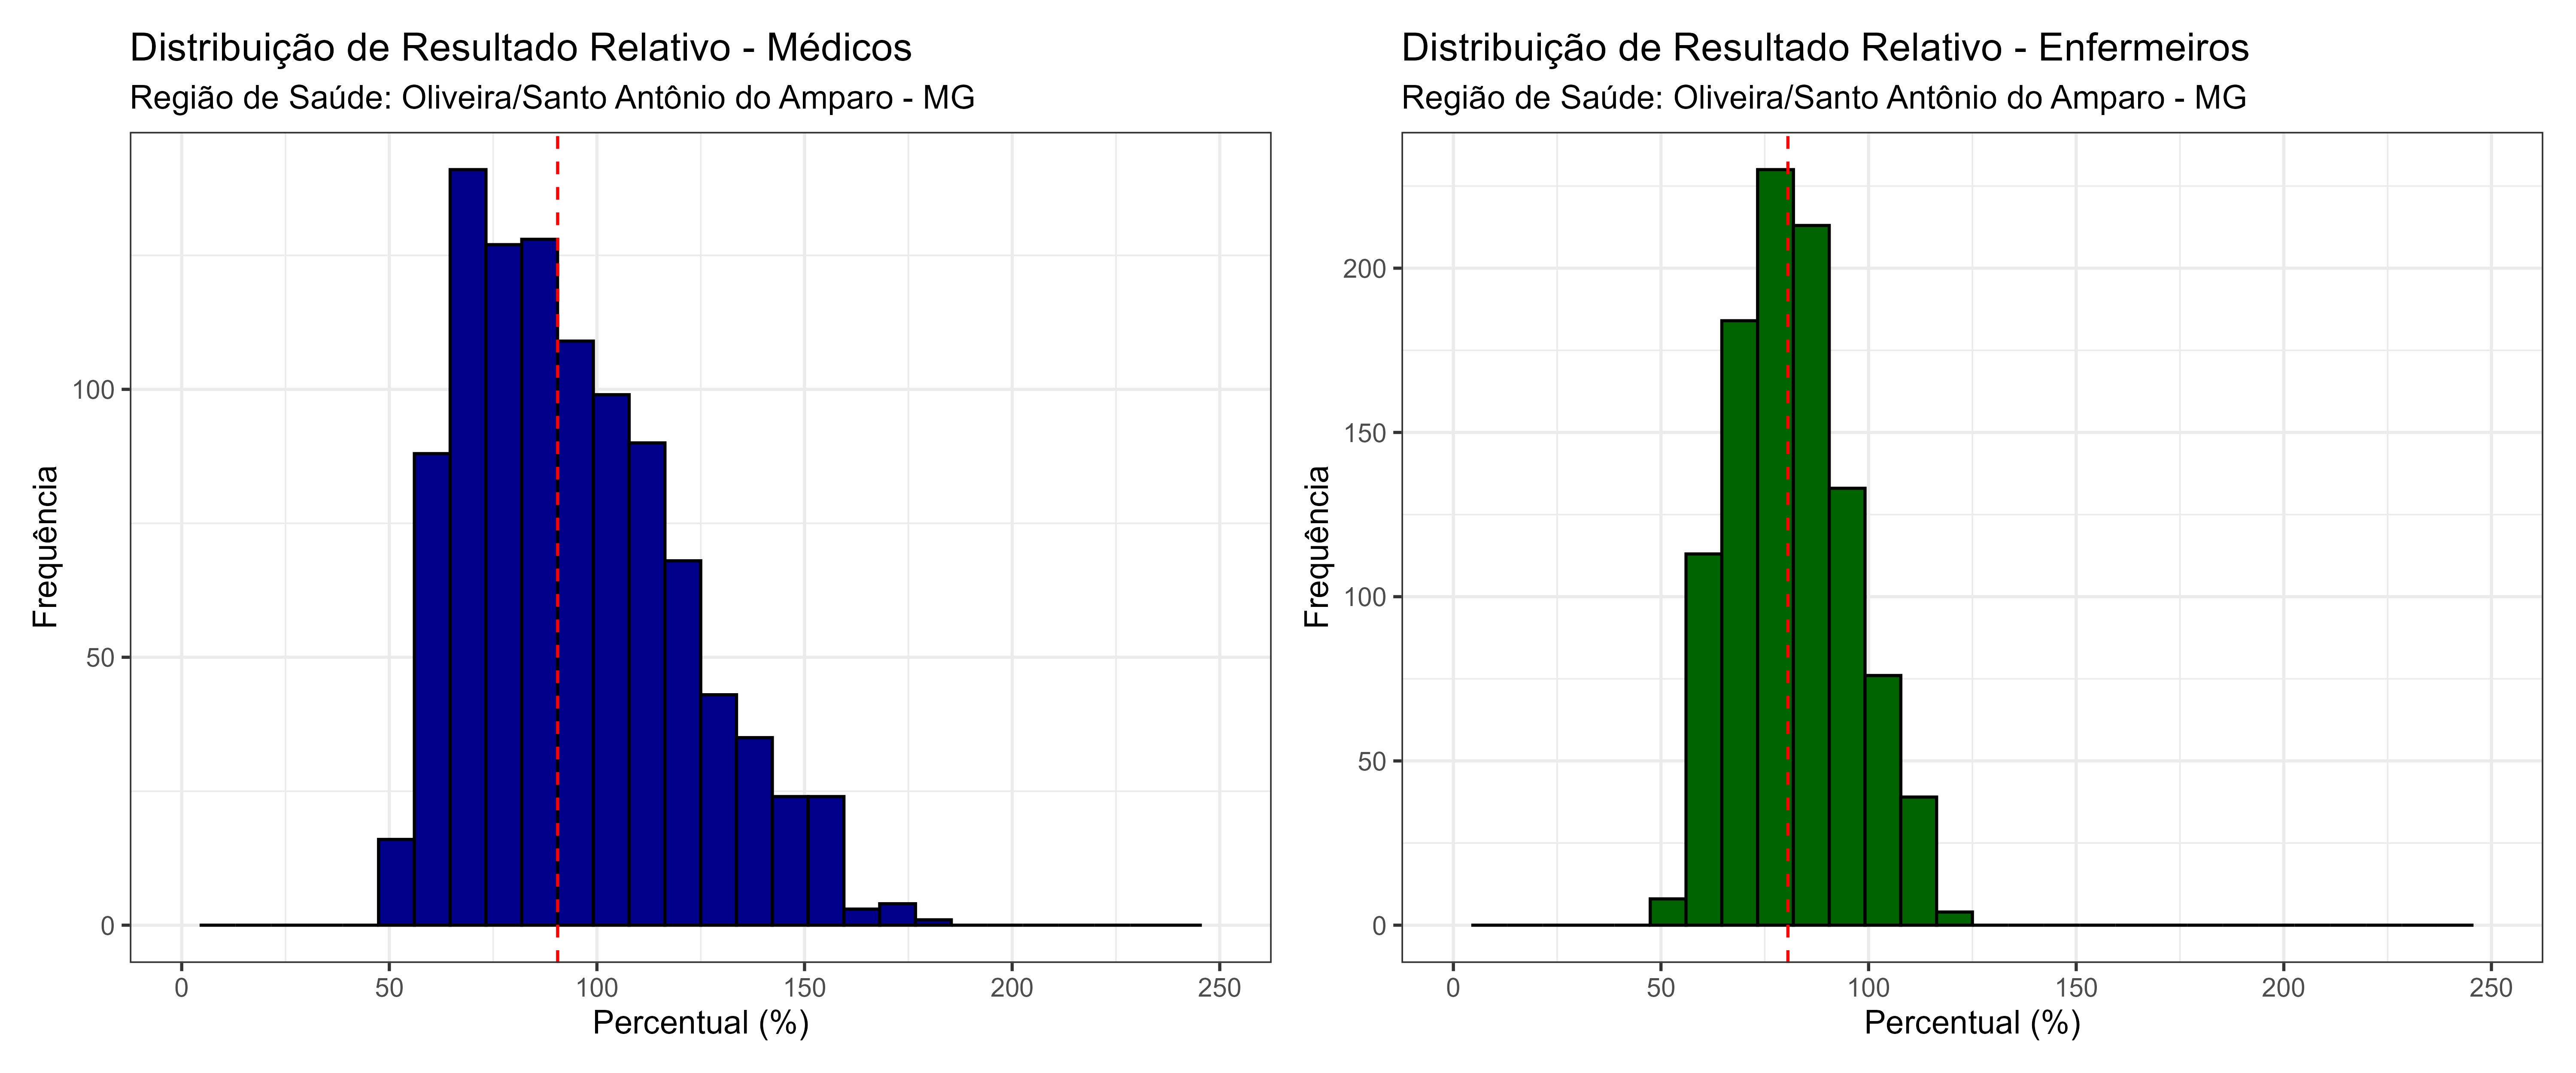 Distribuição de Resultado Relativo - Médicos
Região de Saúde: Oliveira/Santo Antônio do Amparo - MG
Frequência
100
50
0
0 50 100 150 200 250
Percentual (%)
Distribuição de Resultado Relativo - Enfermeiros
Região de Saúde: Oliveira/Santo Antônio do Amparo - MG
Frequência
200
150
100
50
0
0 50 100 150 200 250
Percentual (%)